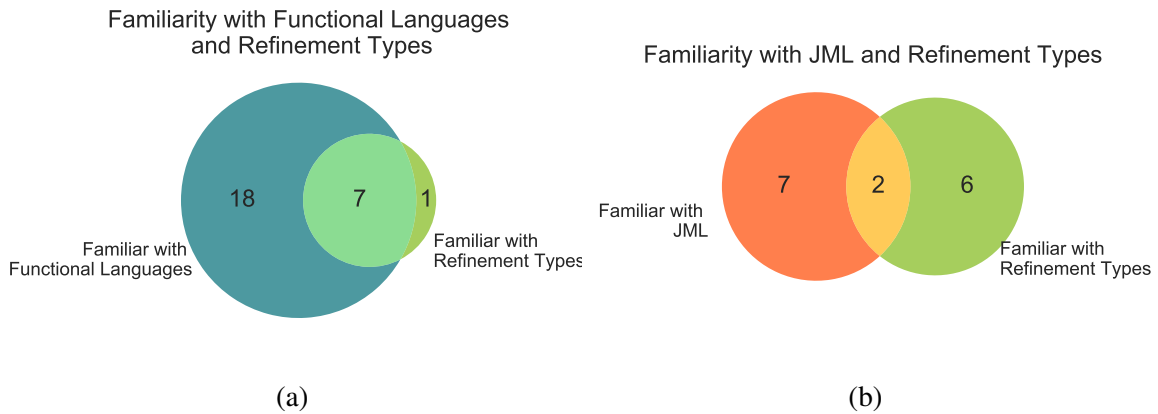 Familiarity with Functional Languages
and Refinement Types
18
7
1
Familiar with
Functional Languages
Familiar with
Refinement Types
(a)
Familiarity with JML and Refinement Types
7
2
6
Familiar with
JML
Familiar with
Refinement Types
(b)